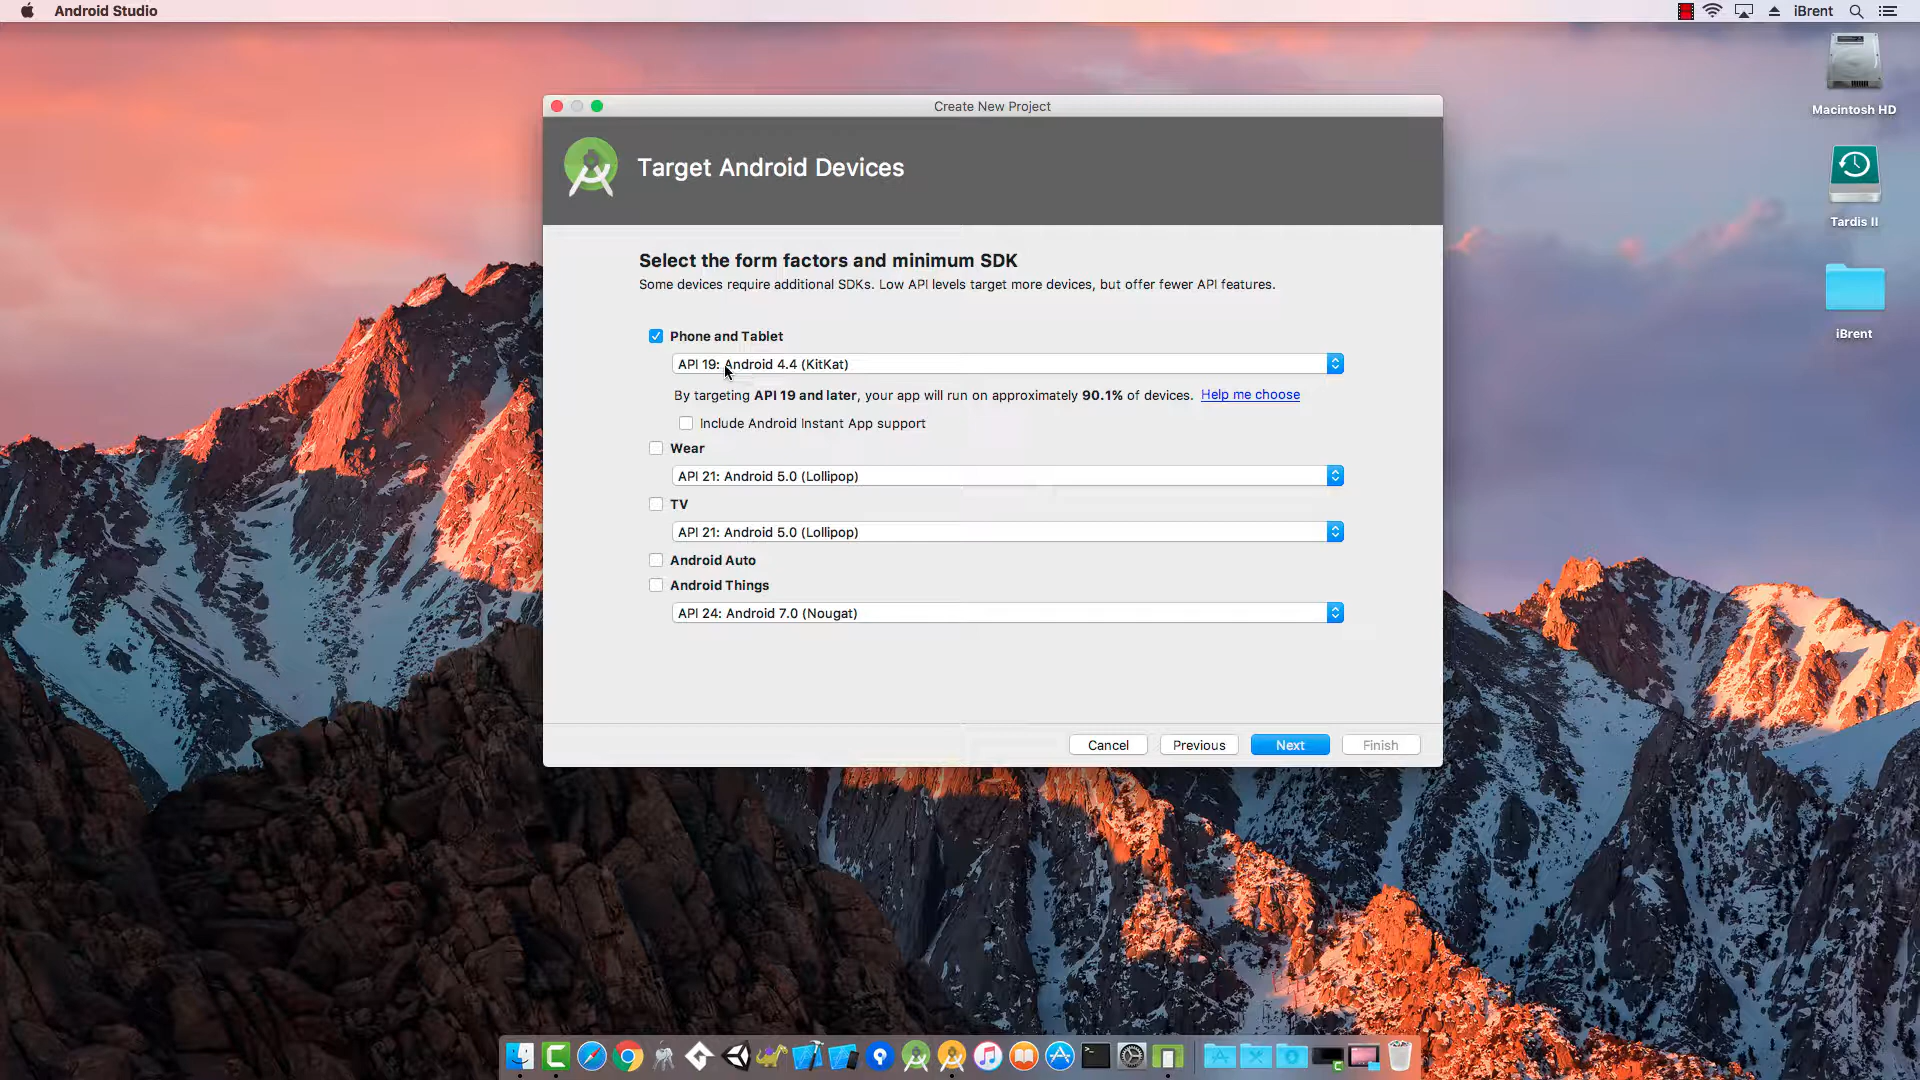 Android Studio
iBrent
Macintosh HD
Tardis II
iBrent
Create New Project
Target Android Devices
Select the form factors and minimum SDK
Some devices require additional SDKs. Low API levels target more devices, but offer fewer API features.
Phone and Tablet
API 19: Android 4.4 (KitKat)
By targeting API 19 and later, your app will run on approximately 90.1% of devices. Help me choose
Include Android Instant App support
Wear
API 21: Android 5.0 (Lollipop)
TV
API 21: Android 5.0 (Lollipop)
Android Auto
Android Things
API 24: Android 7.0 (Nougat)
Cancel
Previous
Next
Finish